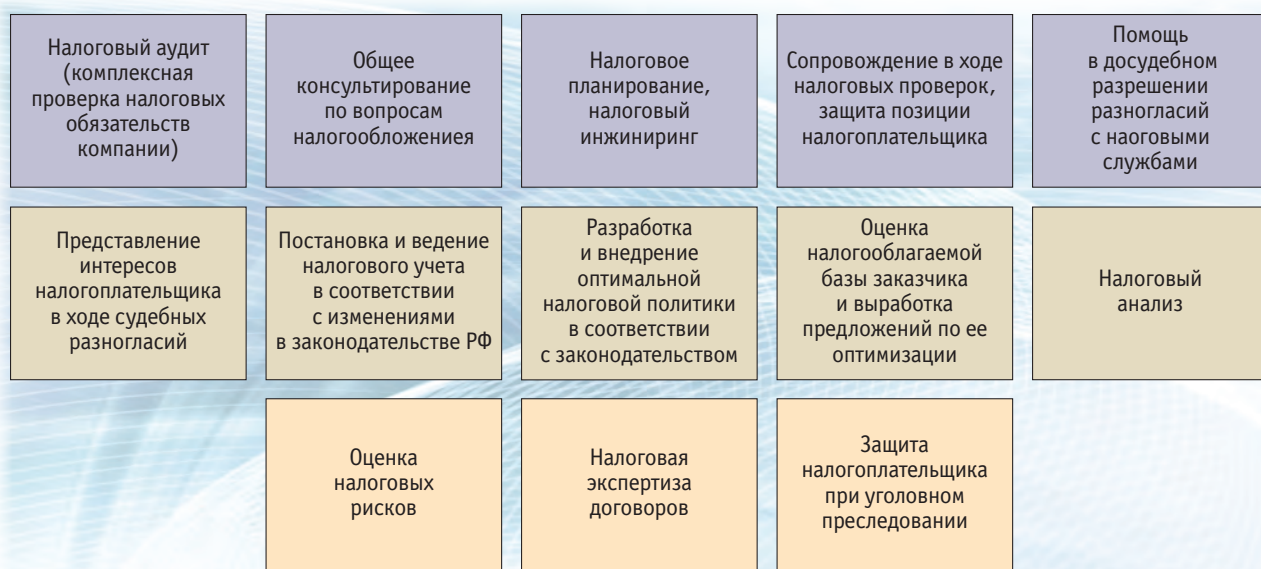 Налоговый аудит
(комплексная
проверка налоговых
обязательств
компании)
Общее
консультирование
по вопросам
налогообложениея
Налоговое
планирование,
налоговый
инжиниринг
Сопровождение в ходе
налоговых проверок,
защита позиции
налогоплательщика
Помощь
в досудебном
разрешении
разногласий
с наоговыми
службами
Представление
интересов
налогоплательщика
в ходе судебных
разногласий
Постановка и ведение
налогового учета
в соответствии
с изменениями
в законодательстве РФ
Разработка
и внедрение
оптимальной
налоговой политики
в соответствии
с законодательством
Оценка
налогооблагаемой
базы заказчика
и выработка
предложений по ее
оптимизации
Налоговый
анализ
Оценка
налоговых
рисков
Налоговая
экспертиза
договоров
Защита
налогоплательщика
при уголовном
преследовании